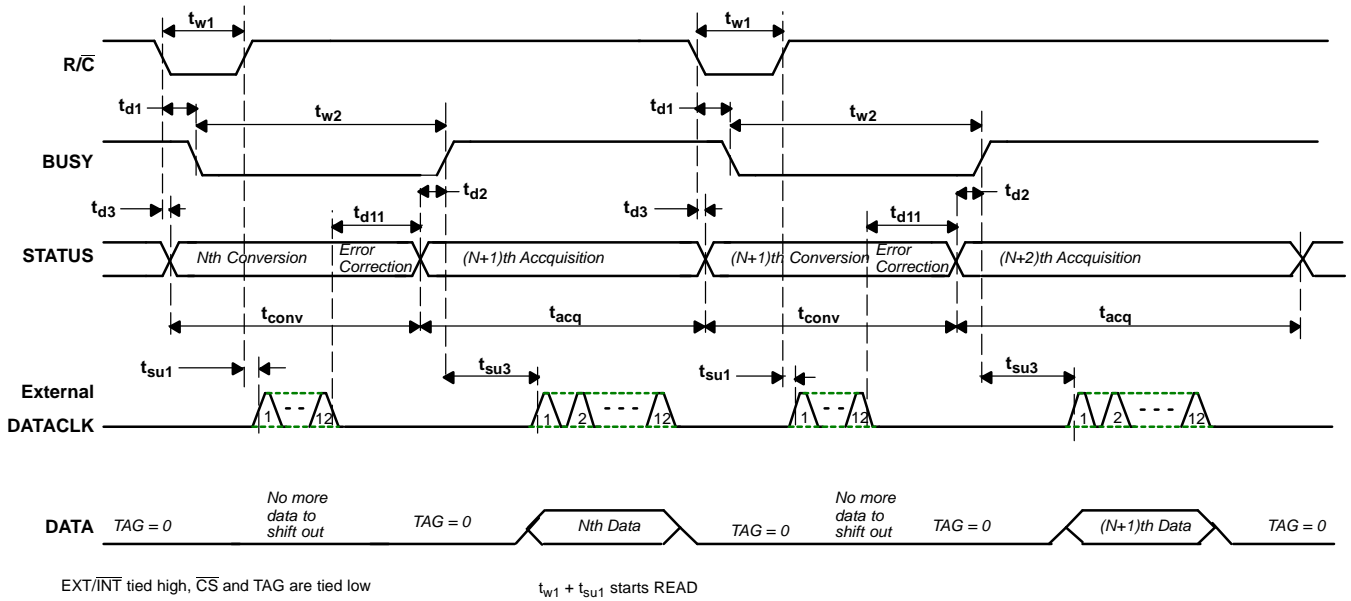 tw1 tw1
R/C̅
td1 tw2 td1 tw2
BUSY
td3 td2 td3 td2
td11 td11
STATUS Nth Conversion Error Correction (N+1)th Accquisition (N+1)th Conversion Error Correction (N+2)th Acquisition
tconv tacq tconv tacq
tsu1 tsu3 tsu1 tsu3
External
DATACLK
1 - - 12 1 2 - - - 12 1 - - 12 1 2 - - - 12
DATA TAG = 0 No more data to shift out TAG = 0 Nth Data TAG = 0 No more data to shift out TAG = 0 (N+1)th Data TAG = 0
EXT/I̅N̅T̅ tied high, C̅S̅ and TAG are tied low tw1 + tsu1 starts READ